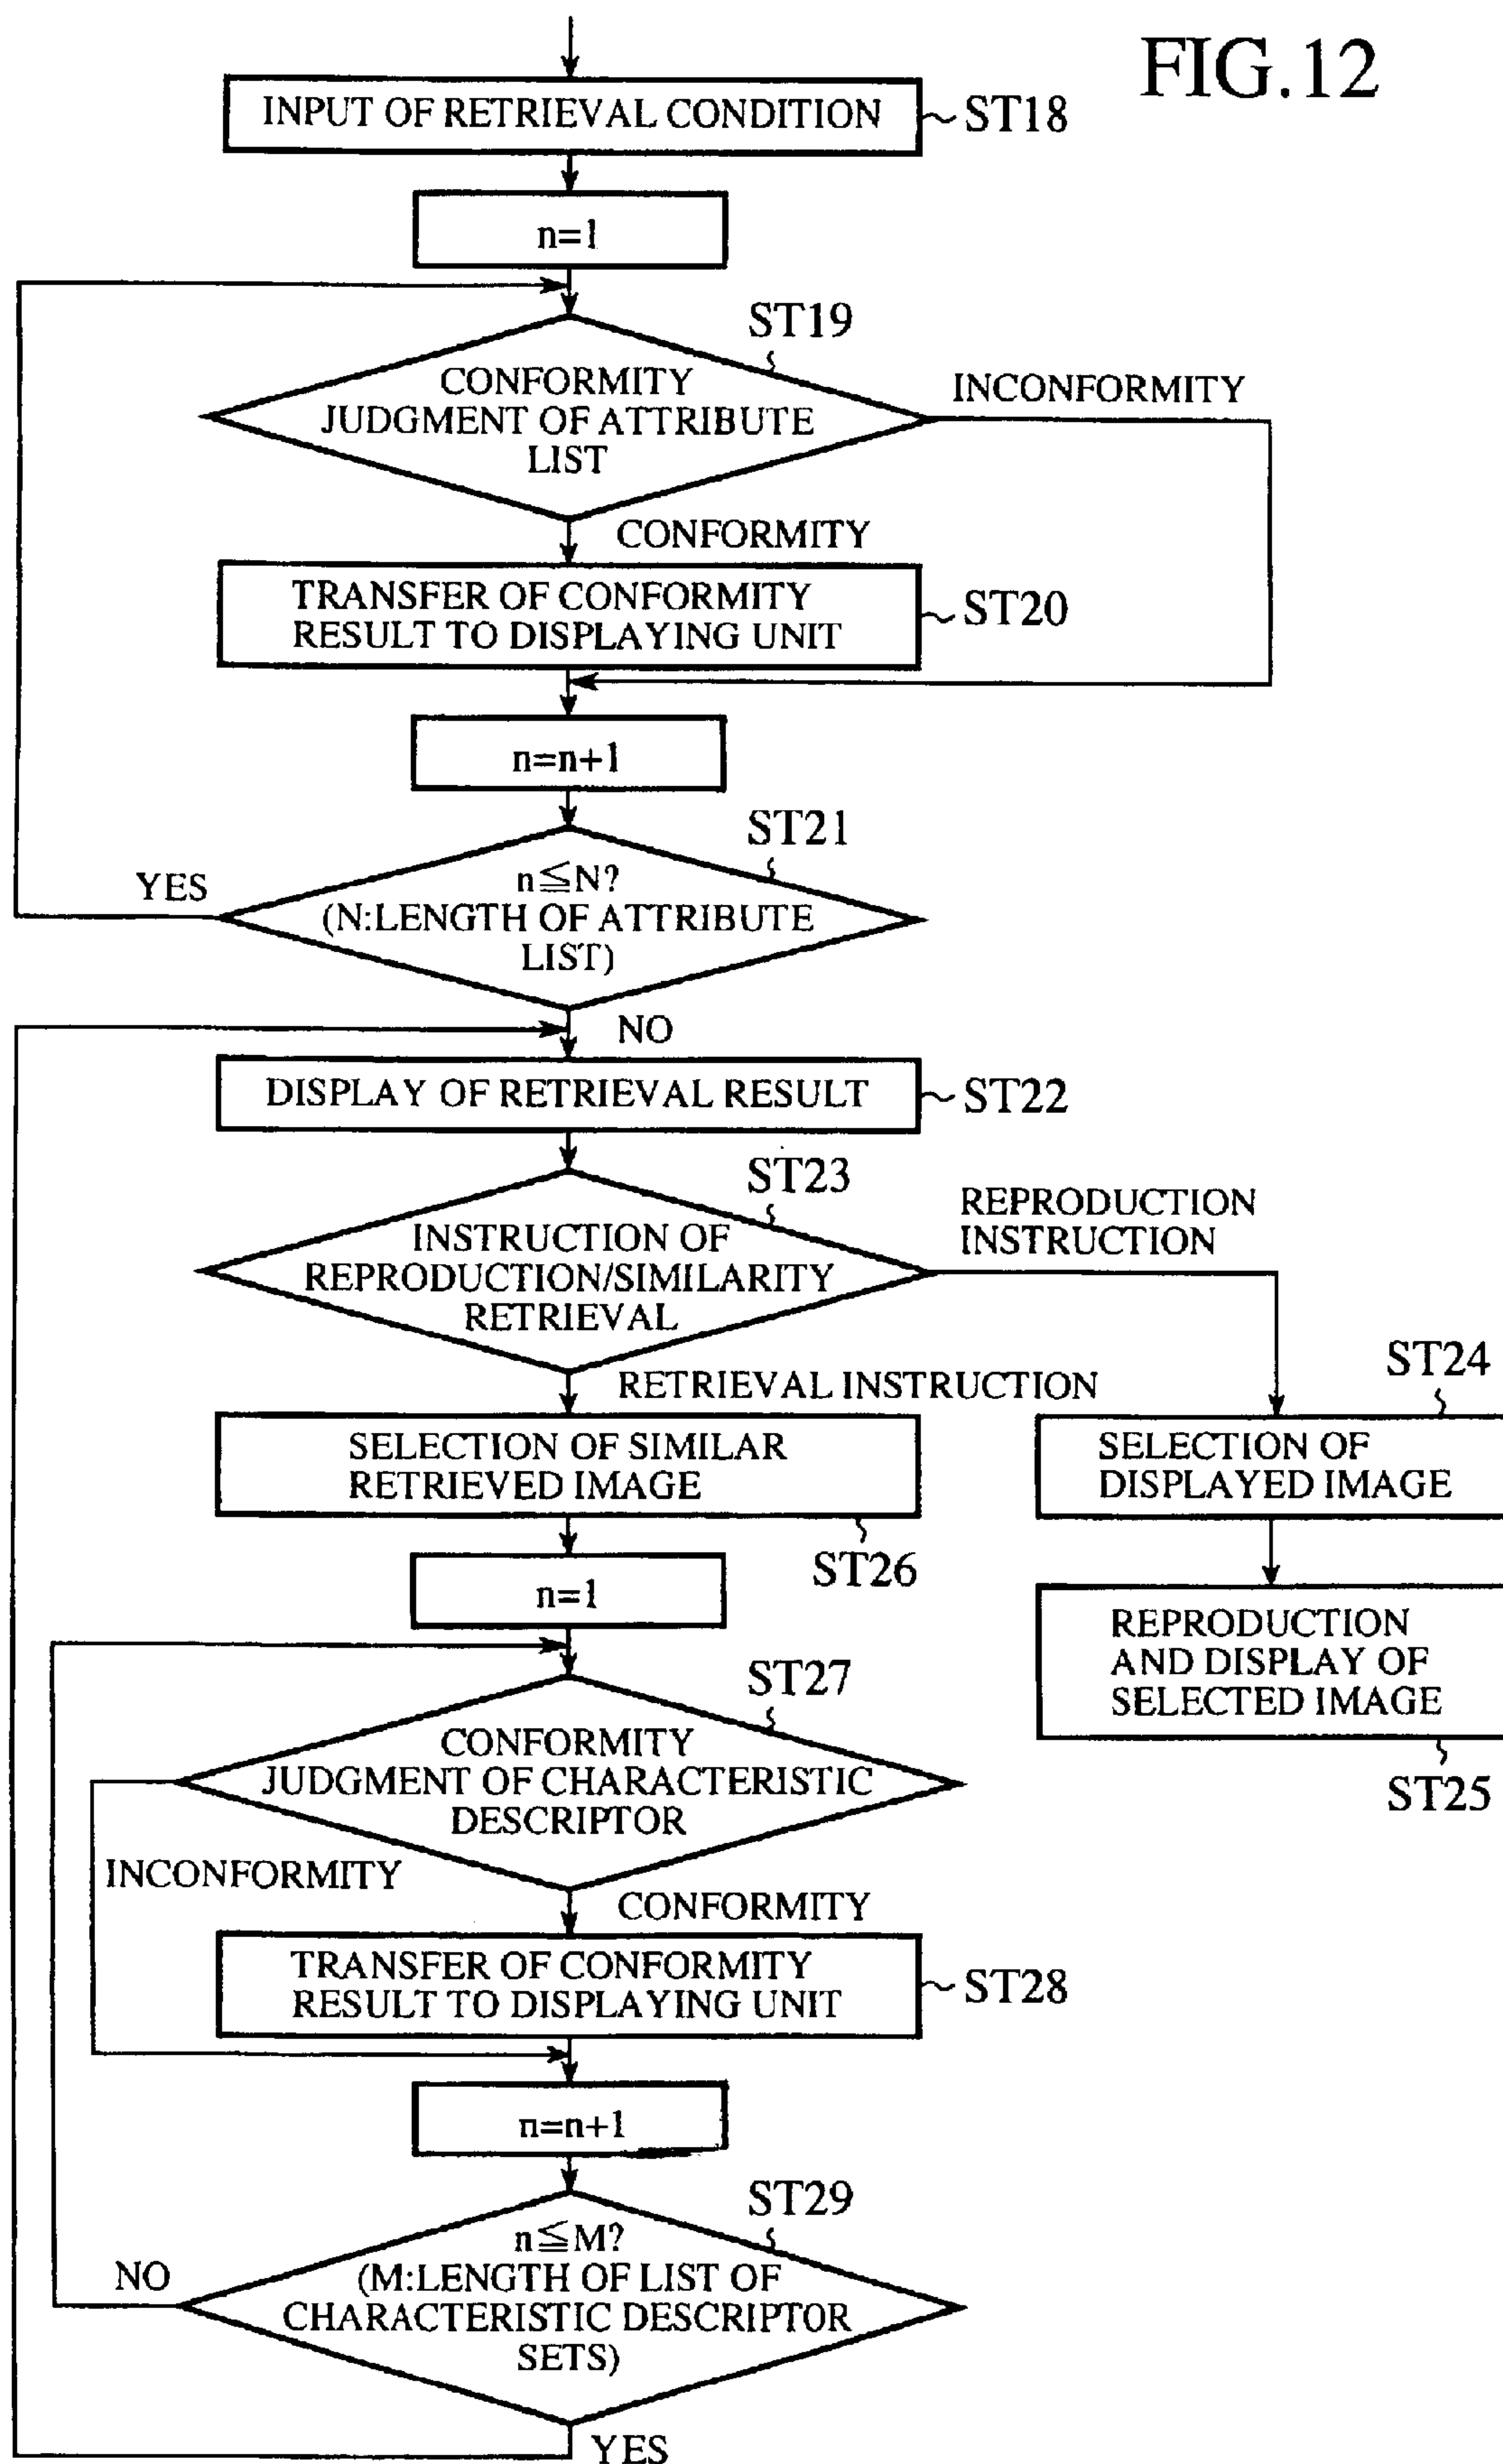 FIG.12
INPUT OF RETRIEVAL CONDITION
ST18
n=1
ST19
CONFORMITY
JUDGMENT OF ATTRIBUTE
LIST
INCONFORMITY
CONFORMITY
TRANSFER OF CONFORMITY
RESULT TO DISPLAYING UNIT
ST20
n=n+1
ST21
n≦N?
(N:LENGTH OF ATTRIBUTE
LIST)
YES
NO
DISPLAY OF RETRIEVAL RESULT
ST22
ST23
INSTRUCTION OF
REPRODUCTION/SIMILARITY
RETRIEVAL
REPRODUCTION
INSTRUCTION
RETRIEVAL INSTRUCTION
ST24
SELECTION OF
DISPLAYED IMAGE
SELECTION OF SIMILAR
RETRIEVED IMAGE
ST26
n=1
REPRODUCTION
AND DISPLAY OF
SELECTED IMAGE
ST25
ST27
CONFORMITY
JUDGMENT OF CHARACTERISTIC
DESCRIPTOR
INCONFORMITY
CONFORMITY
TRANSFER OF CONFORMITY
RESULT TO DISPLAYING UNIT
ST28
n=n+1
ST29
n≦M?
(M:LENGTH OF LIST OF
CHARACTERISTIC DESCRIPTOR
SETS)
NO
YES